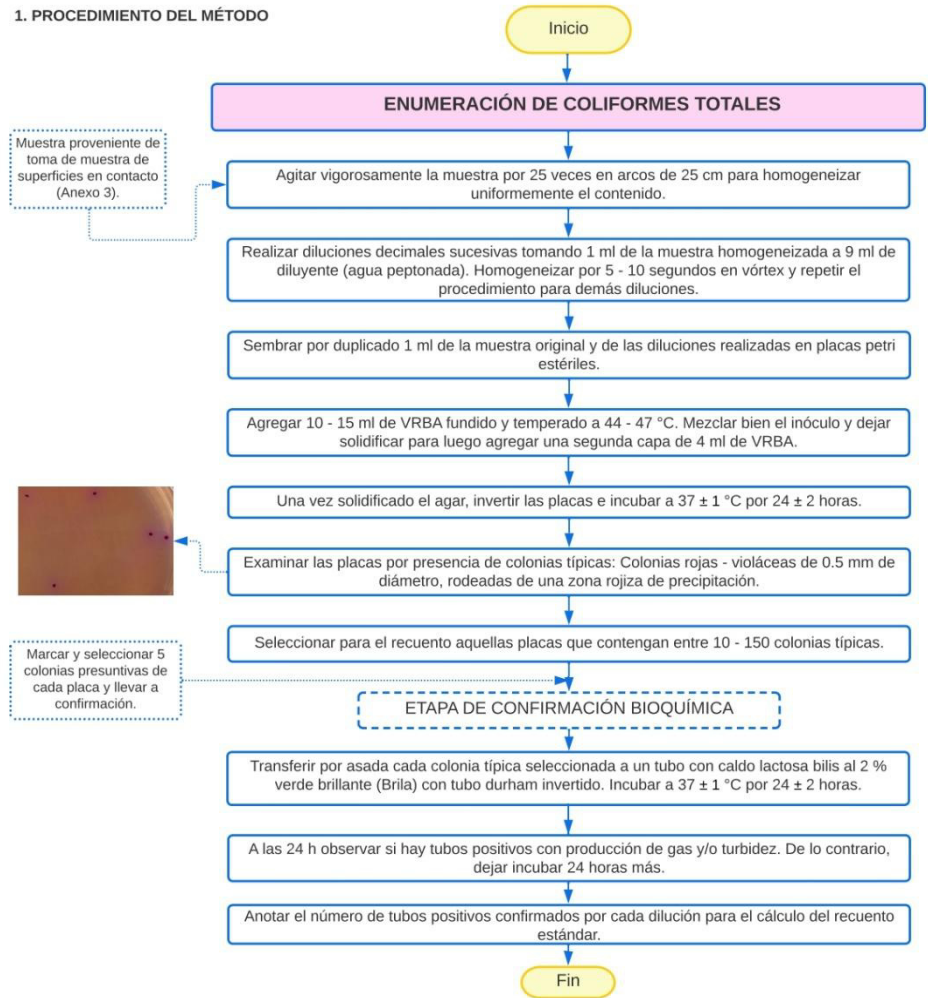 1. PROCEDIMIENTO DEL MÉTODO
Inicio
ENUMERACIÓN DE COLIFORMES TOTALES
Muestra proveniente de
toma de muestra de
superficies en contacto
(Anexo 3).
Agitar vigorosamente la muestra por 25 veces en arcos de 25 cm para homogeneizar
uniformemente el contenido.
Realizar diluciones decimales sucesivas tomando 1 ml de la muestra homogeneizada a 9 ml de
diluyente (agua peptonada). Homogeneizar por 5 - 10 segundos en vórtex y repetir el
procedimiento para demás diluciones.
Sembrar por duplicado 1 ml de la muestra original y de las diluciones realizadas en placas petri
estériles.
Agregar 10 - 15 ml de VRBA fundido y temperado a 44 - 47 °C. Mezclar bien el inóculo y dejar
solidificar para luego agregar una segunda capa de 4 ml de VRBA.
Una vez solidificado el agar, invertir las placas e incubar a 37 ± 1 °C por 24 ± 2 horas.
Examinar las placas por presencia de colonias típicas: Colonias rojas - violáceas de 0.5 mm de
diámetro, rodeadas de una zona rojiza de precipitación.
Seleccionar para el recuento aquellas placas que contengan entre 10 - 150 colonias típicas.
Marcar y seleccionar 5
colonias presuntivas de
cada placa y llevar a
confirmación.
ETAPA DE CONFIRMACIÓN BIOQUÍMICA
Transferir por asada cada colonia típica seleccionada a un tubo con caldo lactosa bilis al 2 %
verde brillante (Brila) con tubo durham invertido. Incubar a 37 ± 1 °C por 24 ± 2 horas.
A las 24 h observar si hay tubos positivos con producción de gas y/o turbidez. De lo contrario,
dejar incubar 24 horas más.
Anotar el número de tubos positivos confirmados por cada dilución para el cálculo del recuento
estándar.
Fin